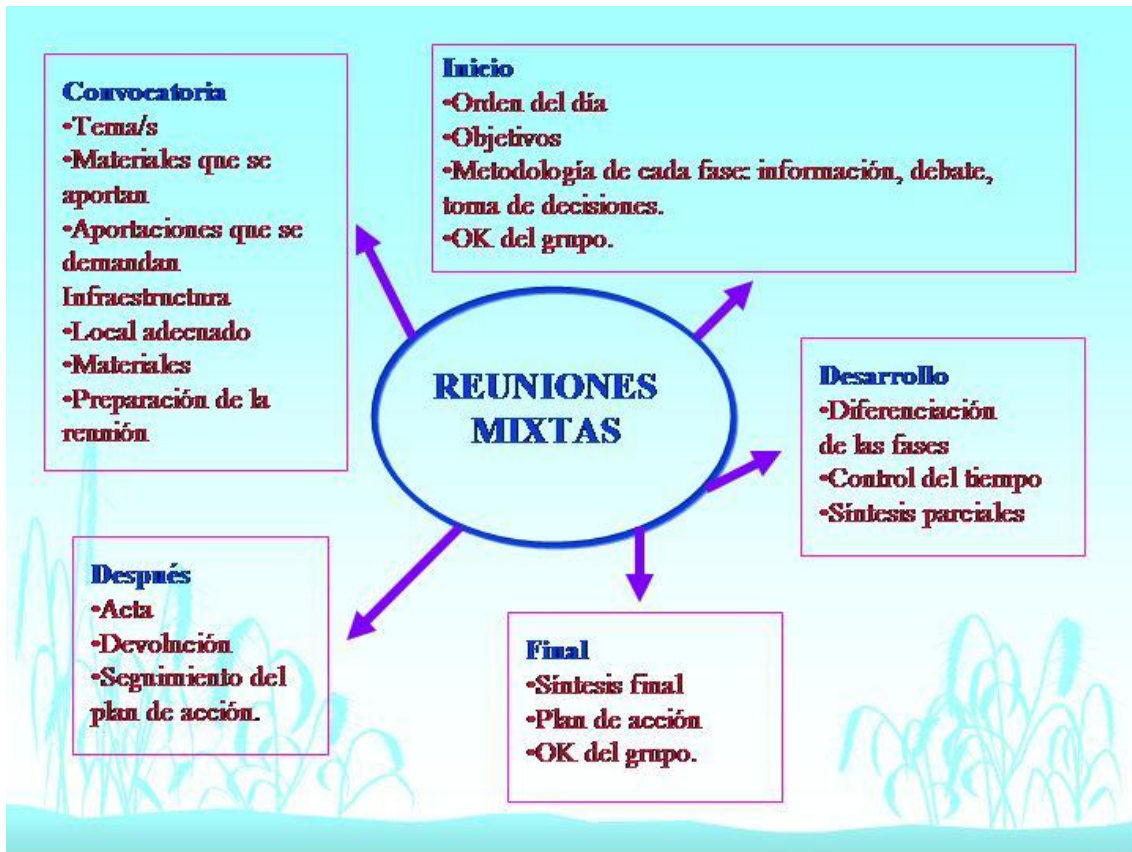 Convocatoria
•Tema/s
•Materiales que se
aportan
•Aportaciones que se
demandan
Infraestructura
•Local adecuado
•Materiales
•Preparación de la
reunión
Inicio
•Orden del día
•Objetivos
•Metodología de cada fase: información, debate,
toma de decisiones.
•OK del grupo.
REUNIONES
MIXTAS
Desarrollo
•Diferenciación
de las fases
•Control del tiempo
•Síntesis parciales
Después
•Acta
•Devolución
•Seguimiento del
plan de acción.
Final
•Síntesis final
•Plan de acción
•OK del grupo.